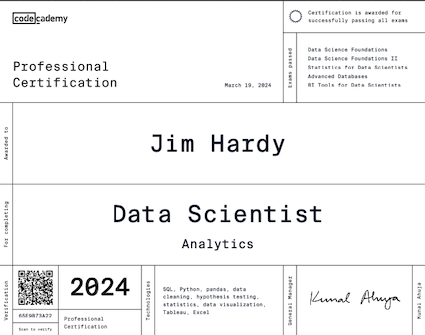 codecademy
Professional
Certification
March 19, 2024
Certification is awarded for
successfully passing all exams
Exams passed
Data Science Foundations
Data Science Foundations II
Statistics for Data Scientists
Advanced Databases
BI Tools for Data Scientists
Awarded to
Jim Hardy
For completing
Data Scientist
Analytics
Verification
Scan to verify
2024
Professional
Certification
Technologies
SQL, Python, pandas, data
cleaning, hypothesis testing,
statistics, data visualization,
Tableau, Excel
General Manager
Kunal Ahuja
Kunal Ahuja